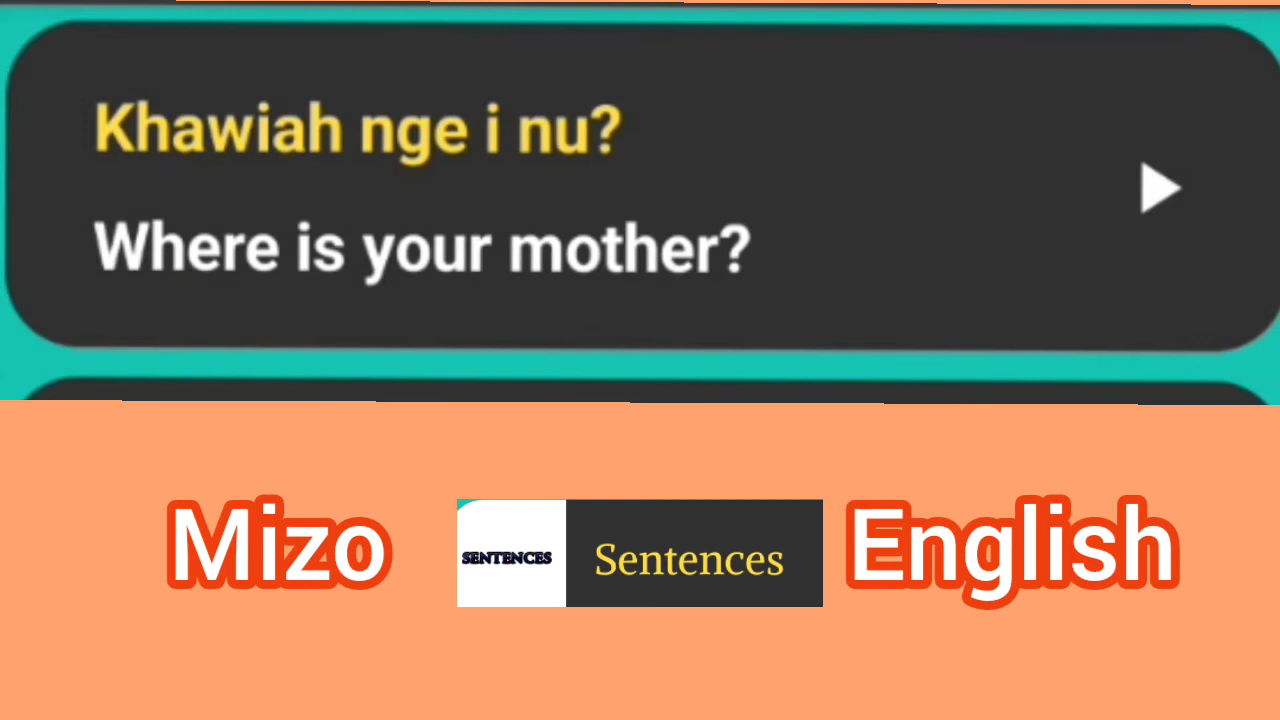 Khawiah nge i nu?
Where is your mother?
Mizo SENTENCES Sentences English